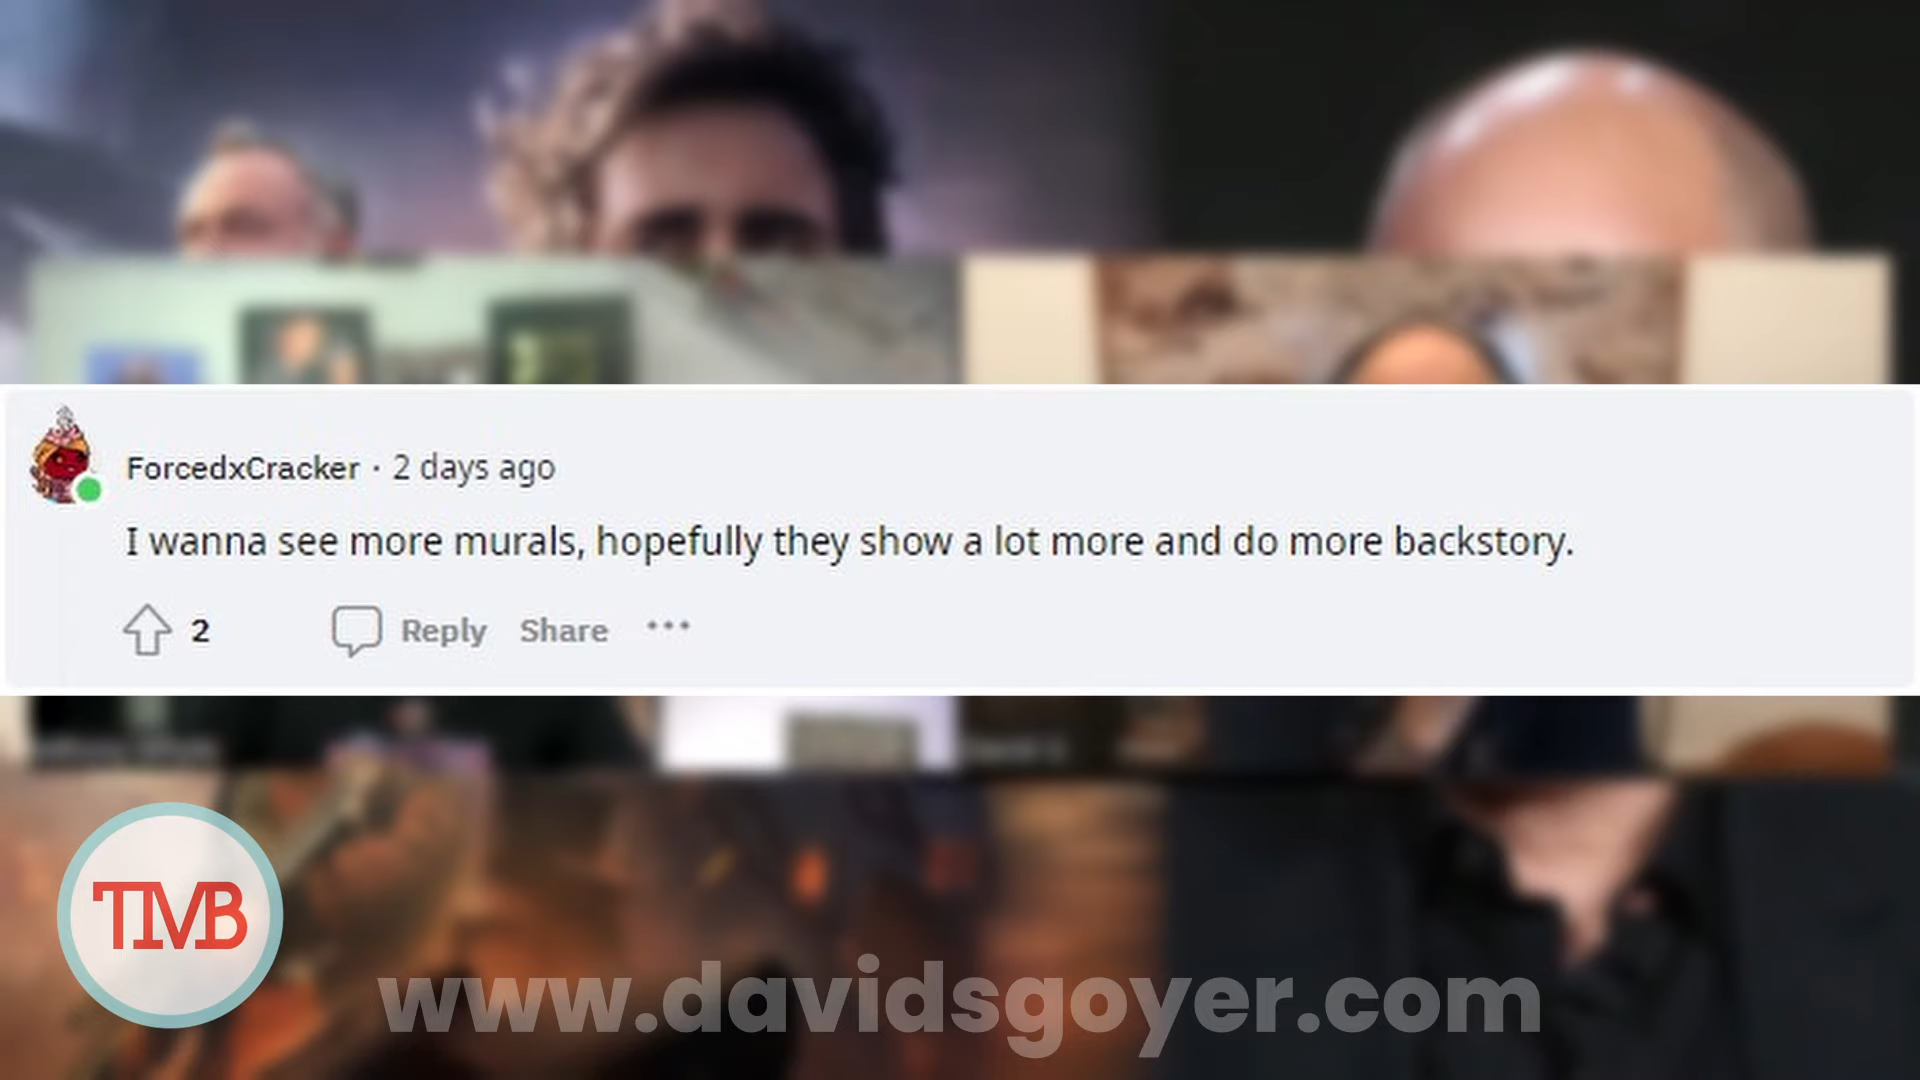 ForcedxCracker · 2 days ago
I wanna see more murals, hopefully they show a lot more and do more backstory.
2 Reply Share ···
TMB
www.davidsgoyer.com